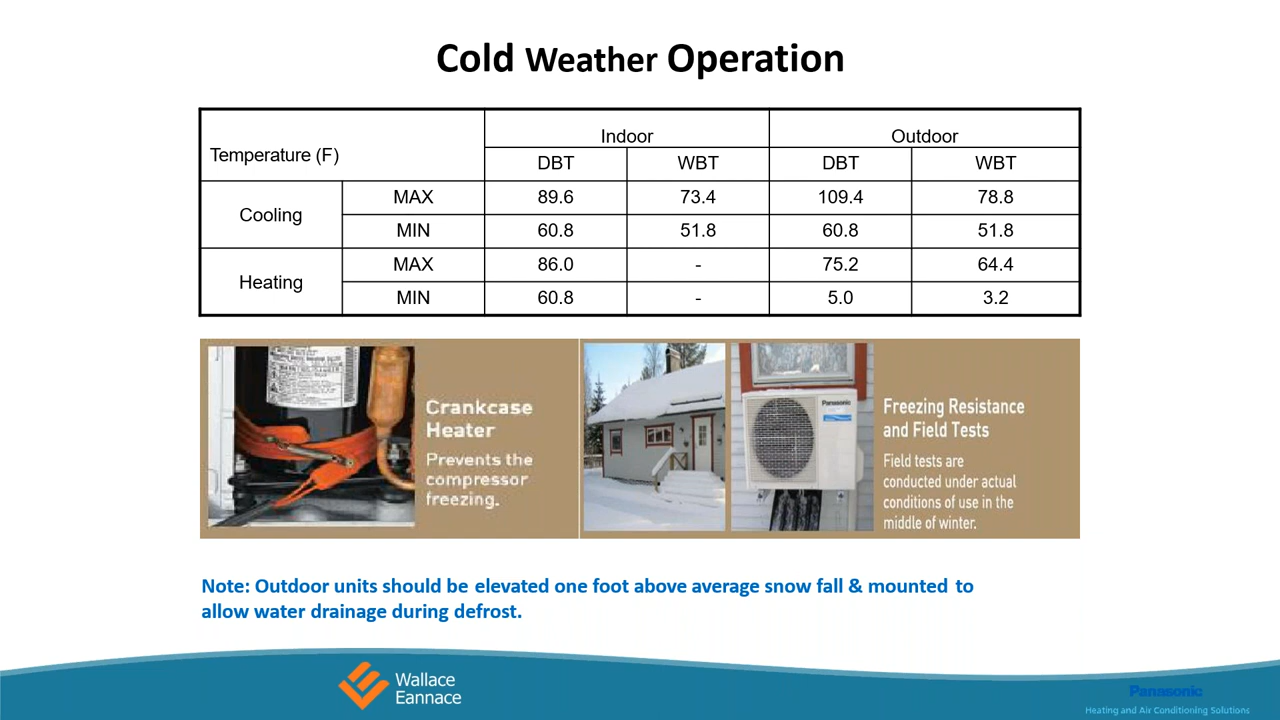 Cold Weather Operation
Temperature (F)
Indoor
Outdoor
DBT
WBT
DBT
WBT
Cooling
MAX
89.6
73.4
109.4
78.8
MIN
60.8
51.8
60.8
51.8
Heating
MAX
86.0
-
75.2
64.4
MIN
60.8
-
5.0
3.2
Crankcase
Heater
Prevents the
compressor
freezing.
Panasonic
Freezing Resistance
and Field Tests
Field tests are
conducted under actual
conditions of use in the
middle of winter.
Note: Outdoor units should be elevated one foot above average snow fall & mounted to
allow water drainage during defrost.
Wallace
Eannace
Panasonic
Heating and Air Conditioning Solutions